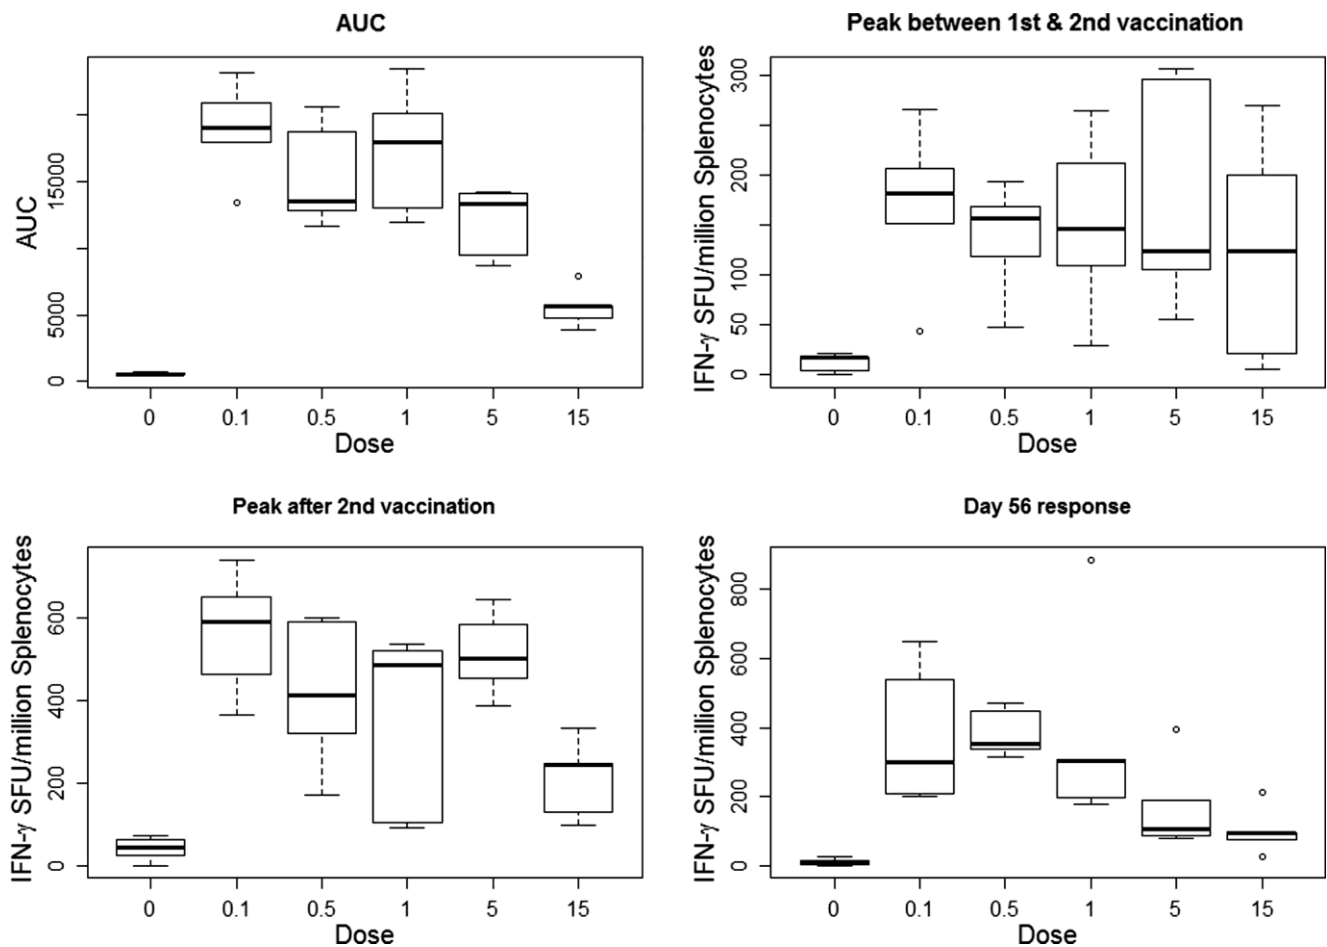 AUC
AUC
15000
5000
0
0 0.1 0.5 1 5 15
Dose
Peak between 1st & 2nd vaccination
IFN-γ SFU/million Splenocytes
300
200
100
50
0
0 0.1 0.5 1 5 15
Dose
Peak after 2nd vaccination
IFN-γ SFU/million Splenocytes
600
400
200
0
0 0.1 0.5 1 5 15
Dose
Day 56 response
IFN-γ SFU/million Splenocytes
800
600
400
200
0
0 0.1 0.5 1 5 15
Dose